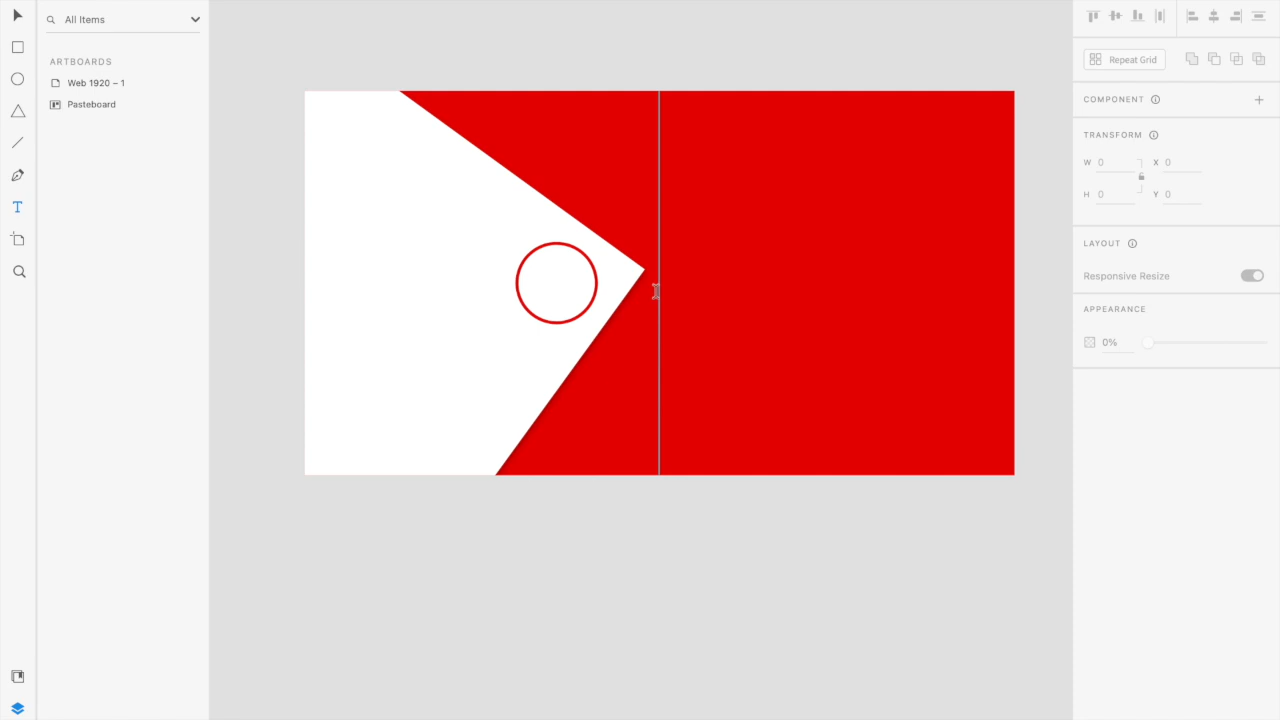 All Items
ARTBOARDS
Web 1920 – 1
Pasteboard
T
Repeat Grid
COMPONENT
TRANSFORM
W 0 X 0
H 0 Y 0
LAYOUT
Responsive Resize
APPEARANCE
0%